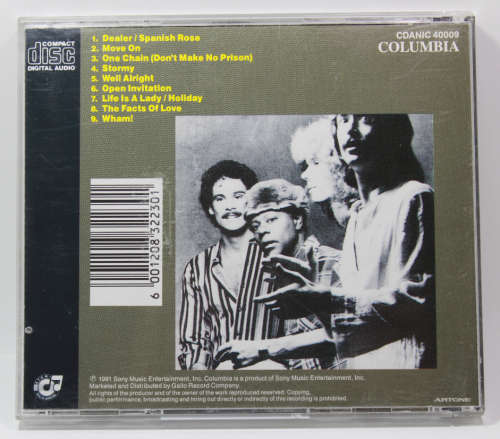 COMPACT
disc
DIGITAL AUDIO
1. Dealer / Spanish Rose
2. Move On
3. One Chain (Don't Make No Prison)
4. Stormy
5. Well Alright
6. Open Invitation
7. Life Is A Lady / Holiday
8. The Facts Of Love
9. Wham!
CDANIC 40009
COLUMBIA
6 001208 322301
℗ 1991 Sony Music Entertainment, Inc. Columbia is a product of Sony Music Entertainment, Inc.
Marketed and Distributed by Gallo Record Company.
All rights of the producer and of the owner of the work reproduced reserved. Copying,
public performance, broadcasting and hiring out directly or indirectly of this recording is prohibited.
ARTONE